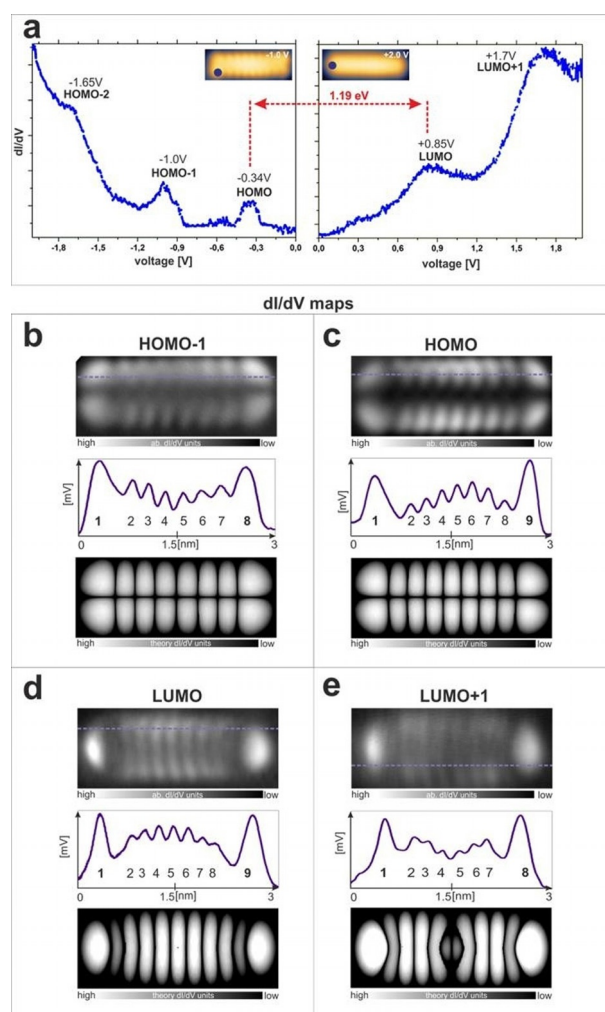 a
-1.0 V
+2.0 V
-1.65V
HOMO-2
-1.0V
HOMO-1
-0.34V
HOMO
1.19 eV
+0.85V
LUMO
+1.7V
LUMO+1
dI/dV
-1,8 -1,5 -1,2 -0,9 -0,6 -0,3 0,0
voltage [V]
0,0 0,3 0,6 0,9 1,2 1,5 1,8
voltage [V]
dI/dV maps
b
HOMO-1
high ab. dI/dV units low
[mV]
1 2 3 4 5 6 7 8
0 1.5[nm] 3
high theory dI/dV units low
c
HOMO
high ab. dI/dV units low
[mV]
1 2 3 4 5 6 7 8 9
0 1.5[nm] 3
high theory dI/dV units low
d
LUMO
high ab. dI/dV units low
[mV]
1 2 3 4 5 6 7 8 9
0 1.5[nm] 3
high theory dI/dV units low
e
LUMO+1
high ab. dI/dV units low
[mV]
1 2 3 4 5 6 7 8
0 1.5[nm] 3
high theory dI/dV units low